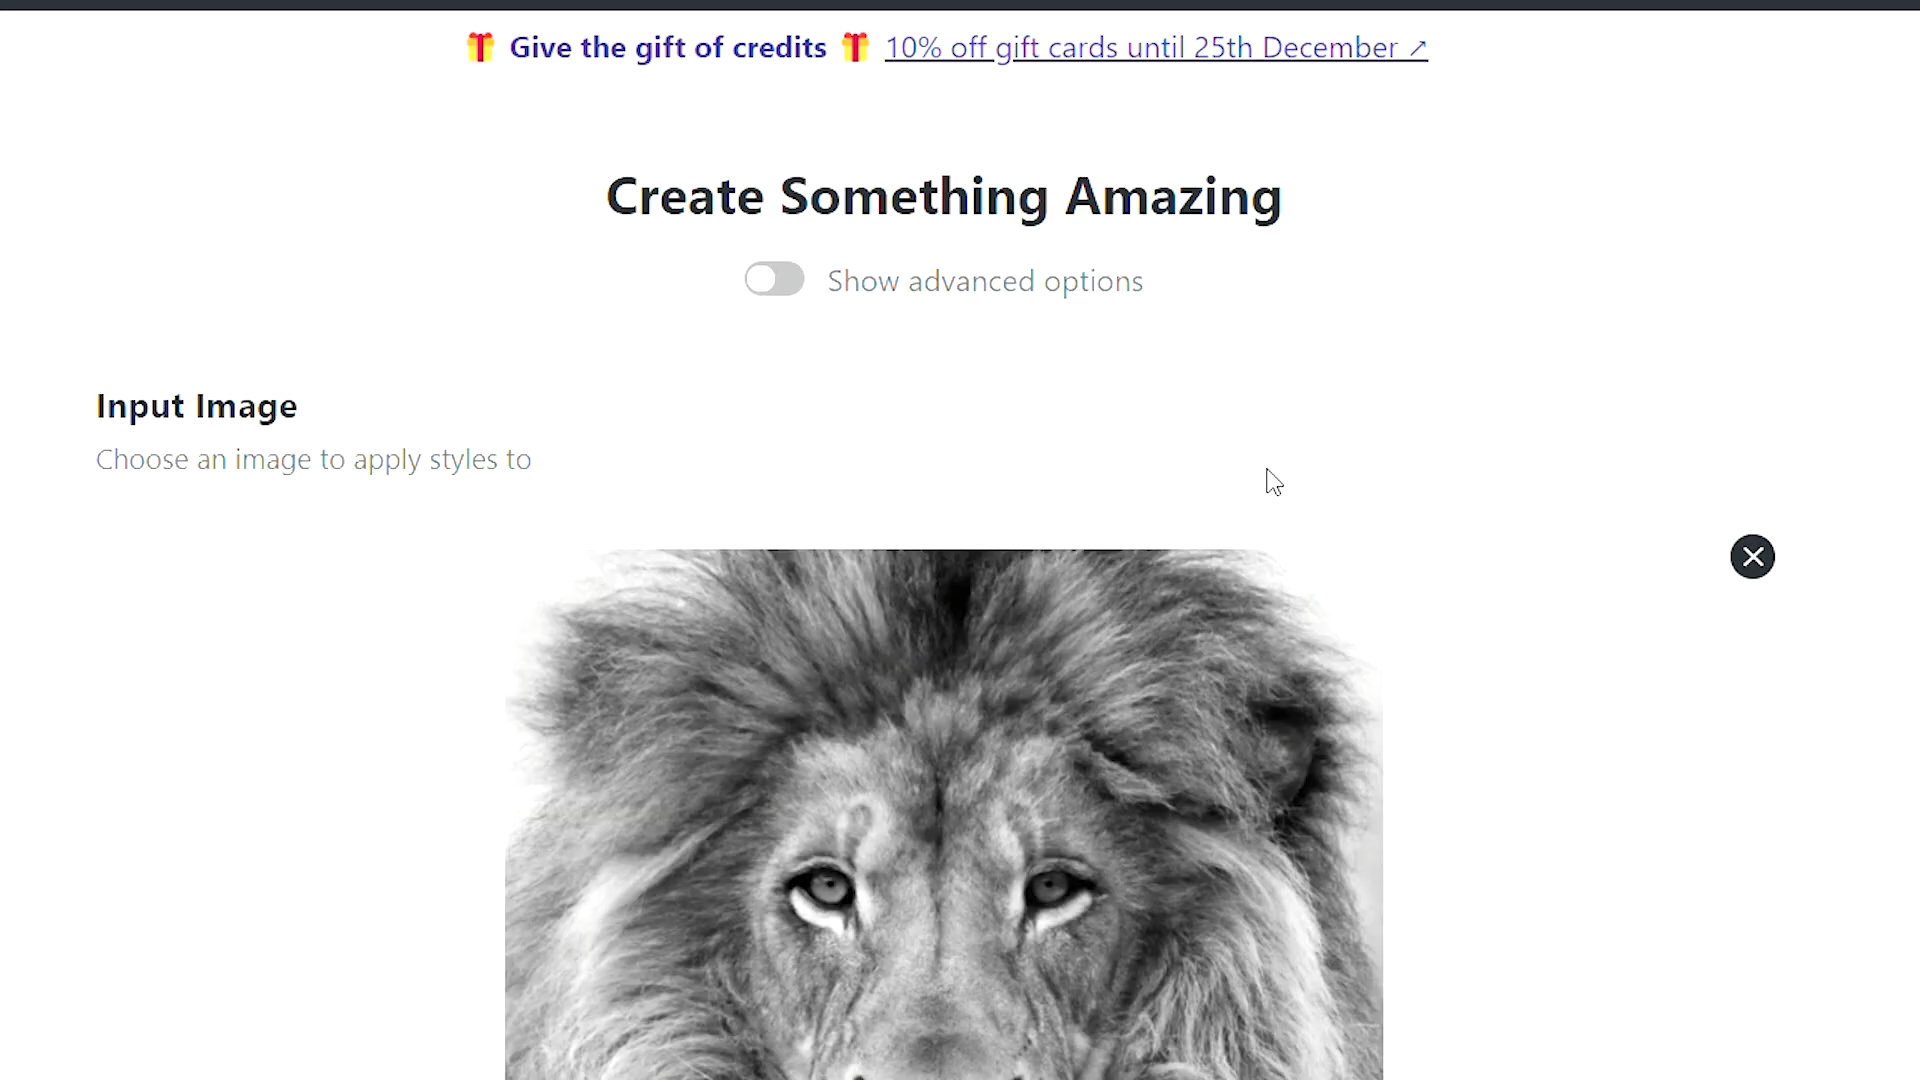 Give the gift of credits 10% off gift cards until 25th December ↗
Create Something Amazing
Show advanced options
Input Image
Choose an image to apply styles to